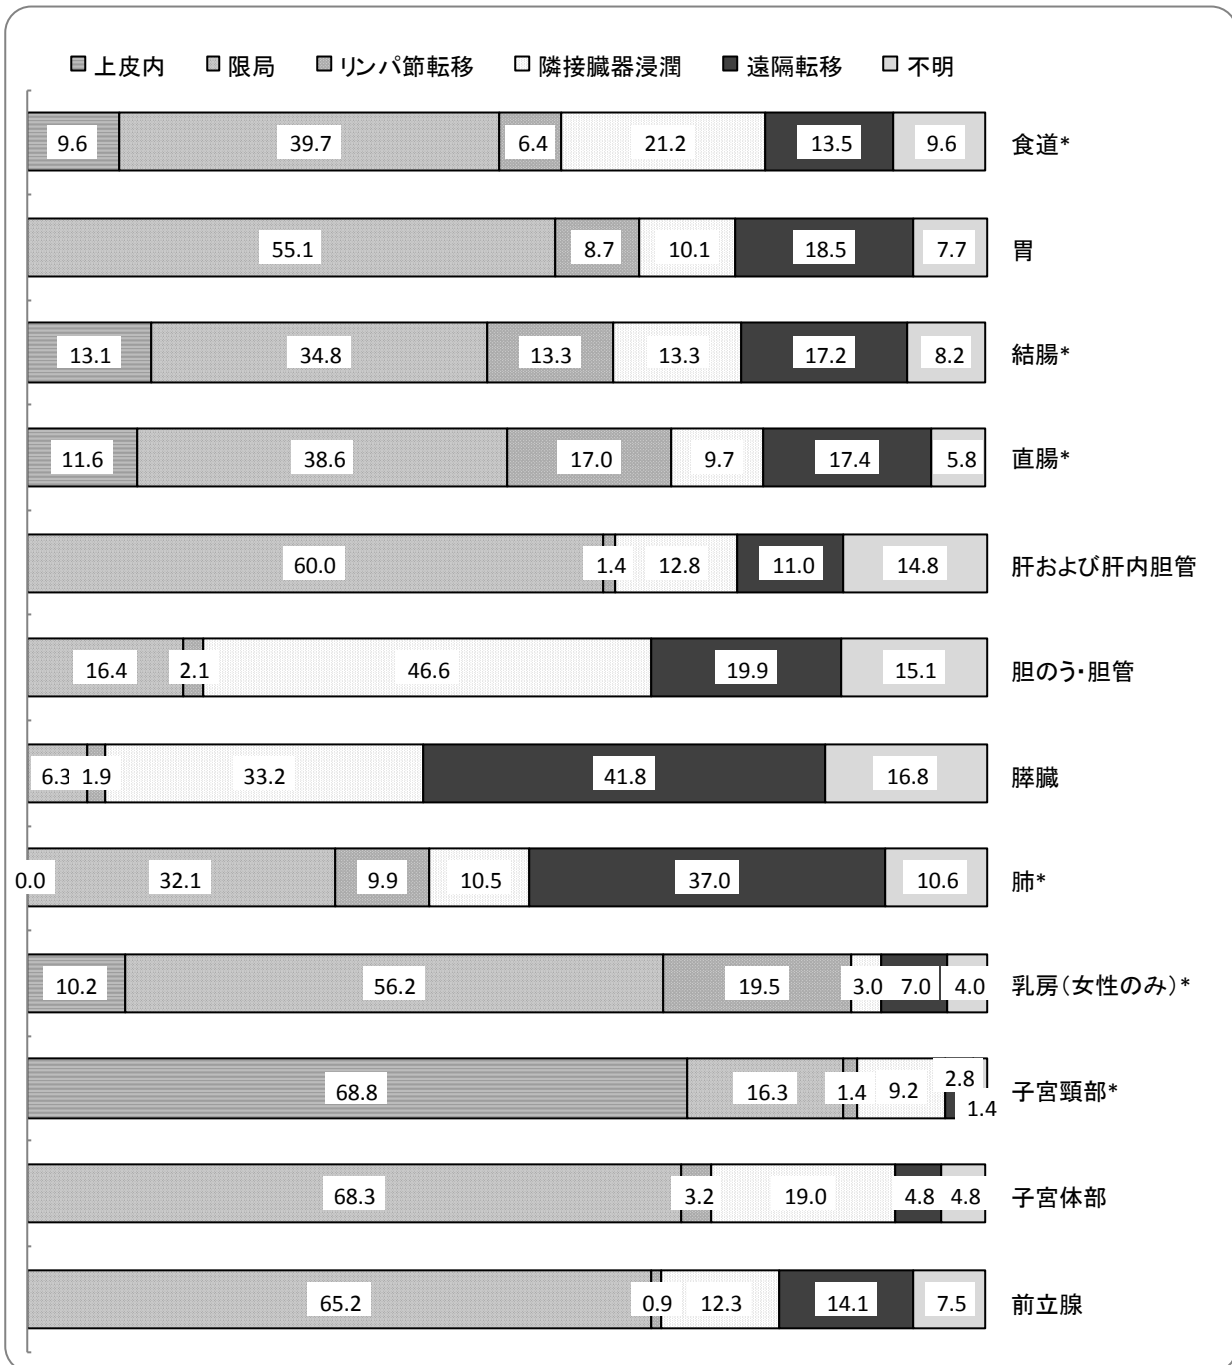 上皮内 限局 リンパ節転移 隣接臓器浸潤 遠隔転移 不明
9.6 39.7 6.4 21.2 13.5 9.6 食道*
55.1 8.7 10.1 18.5 7.7 胃
13.1 34.8 13.3 13.3 17.2 8.2 結腸*
11.6 38.6 17.0 9.7 17.4 5.8 直腸*
60.0 1.4 12.8 11.0 14.8 肝および肝内胆管
16.4 2.1 46.6 19.9 15.1 胆のう・胆管
6.3 1.9 33.2 41.8 16.8 膵臓
0.0 32.1 9.9 10.5 37.0 10.6 肺*
10.2 56.2 19.5 3.0 7.0 4.0 乳房(女性のみ)*
68.8 16.3 1.4 9.2 2.8 1.4 子宮頸部*
68.3 3.2 19.0 4.8 4.8 子宮体部
65.2 0.9 12.3 14.1 7.5 前立腺